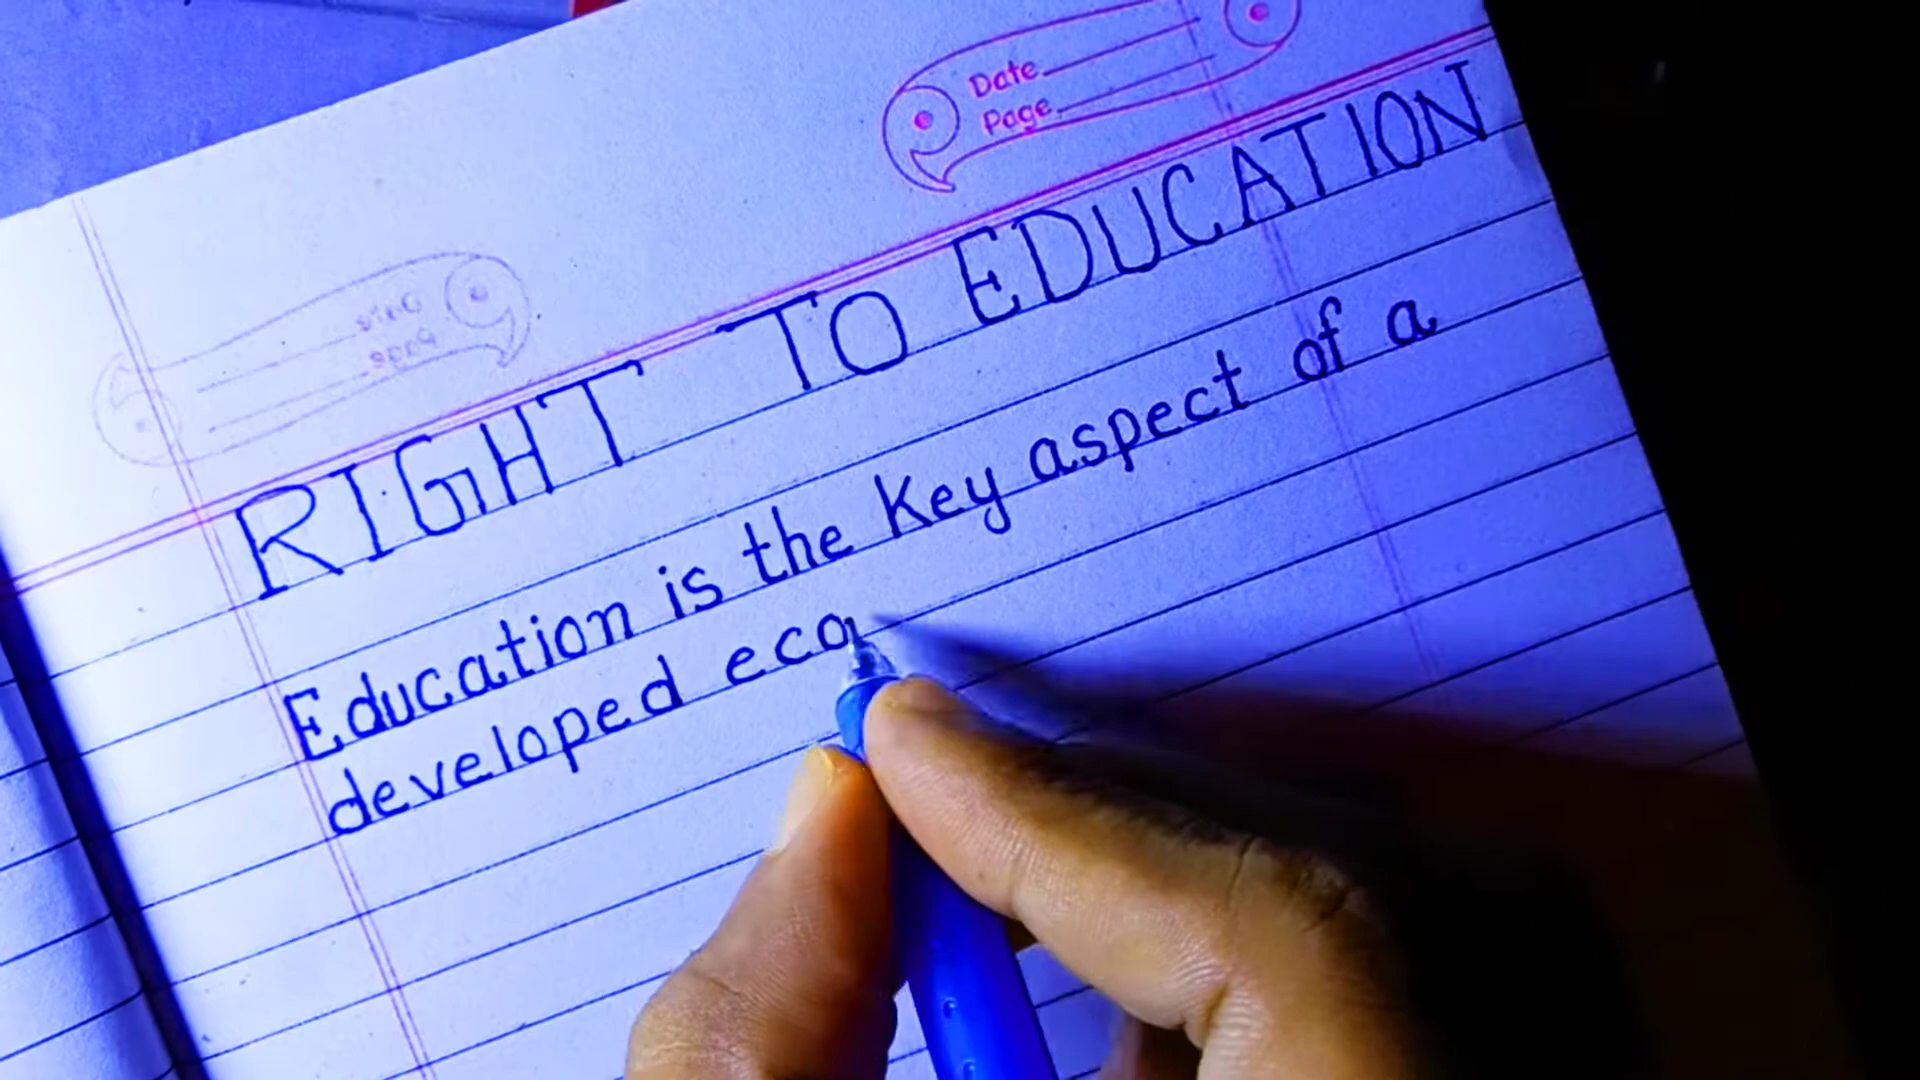 Date
Page
RIGHT TO EDUCATION
Education is the Key aspect of a
developed eco